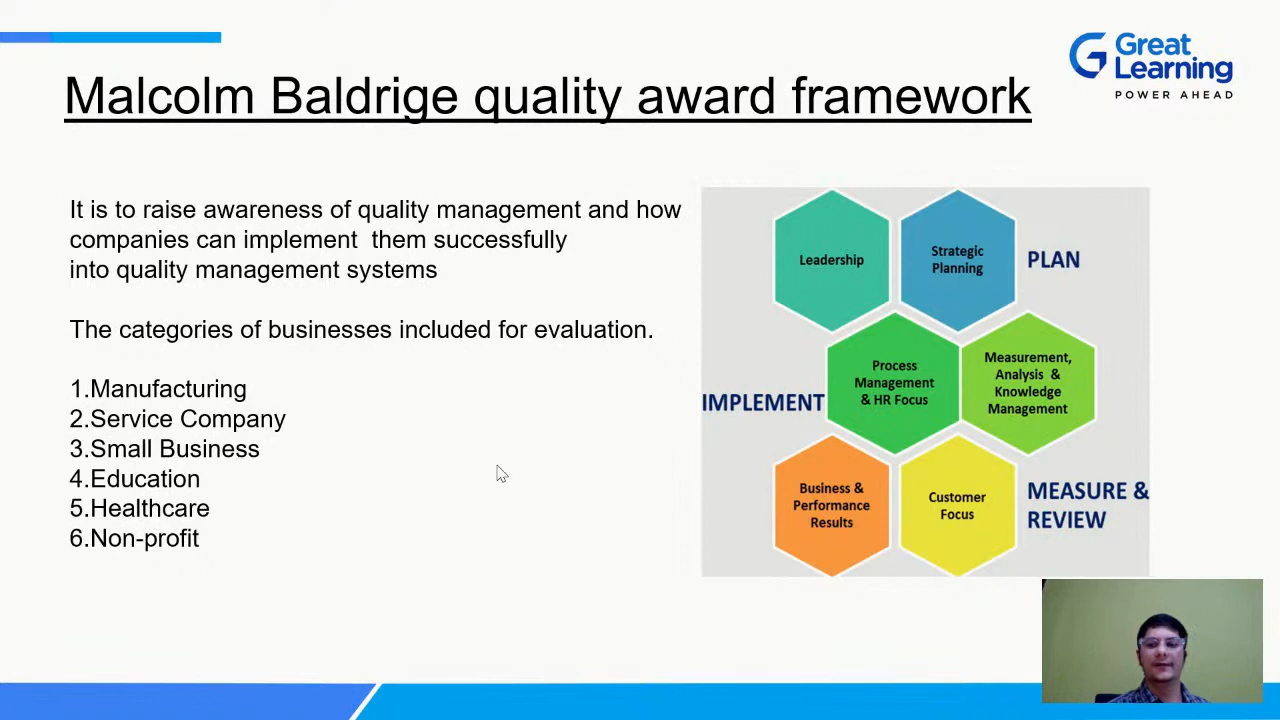 Great
Learning
POWER AHEAD
Malcolm Baldrige quality award framework
It is to raise awareness of quality management and how
companies can implement  them successfully
into quality management systems
The categories of businesses included for evaluation.
1.Manufacturing
2.Service Company
3.Small Business
4.Education
5.Healthcare
6.Non-profit
Leadership
Strategic
Planning
PLAN
Process
Management
& HR Focus
Measurement,
Analysis &
Knowledge
Management
IMPLEMENT
Business &
Performance
Results
Customer
Focus
MEASURE &
REVIEW